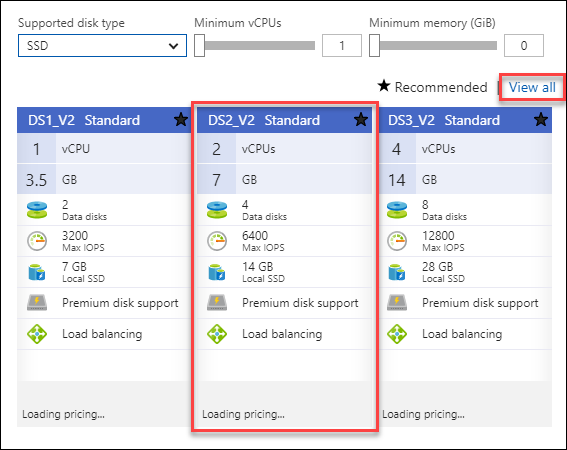 Supported disk type Minimum vCPUs Minimum memory (GiB)
SSD 1 0
★ Recommended | View all
DS1_V2 Standard ★ DS2_V2 Standard ★ DS3_V2 Standard ★
1 vCPU 2 vCPUs 4 vCPUs
3.5 GB 7 GB 14 GB
2 4 8
Data disks Data disks Data disks
3200 6400 12800
Max IOPS Max IOPS Max IOPS
7 GB 14 GB 28 GB
Local SSD Local SSD Local SSD
Premium disk support Premium disk support Premium disk support
Load balancing Load balancing Load balancing
Loading pricing... Loading pricing... Loading pricing...